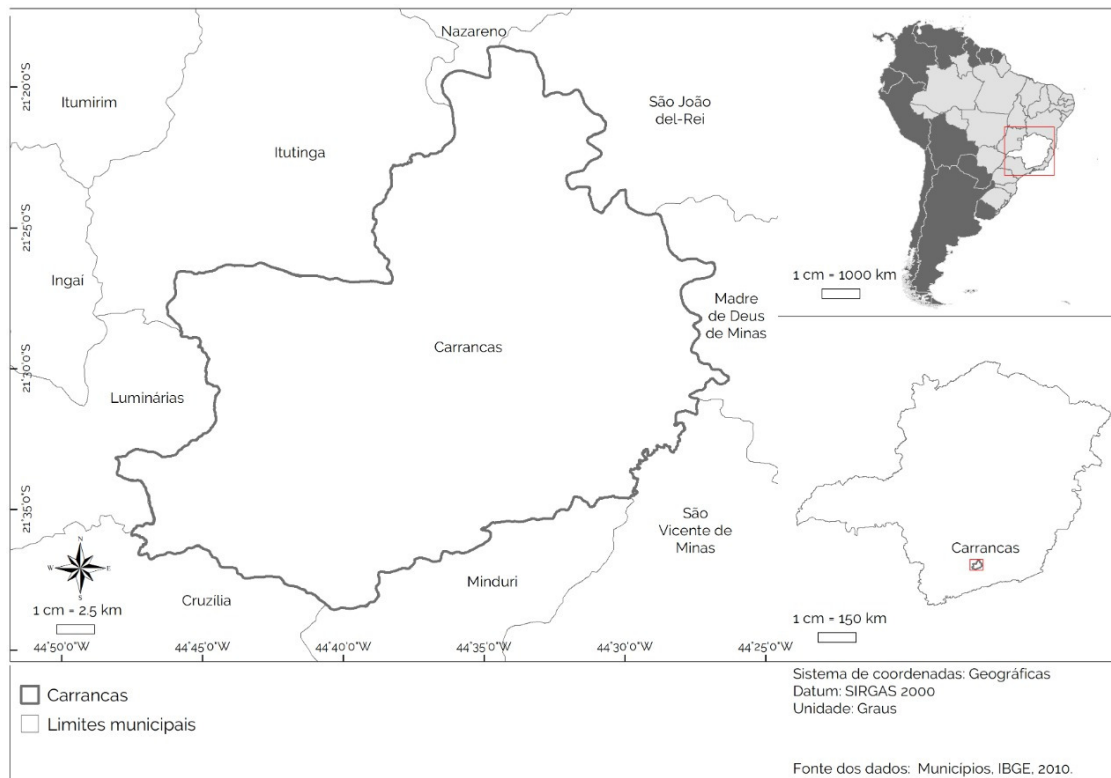 Nazareno
Itumirim
São João
del-Rei
Itutinga
Ingaí
Madre
de Deus
de Minas
Carrancas
Luminárias
São
Vicente de
Minas
Minduri
Cruzília
21°20'0"S
21°25'0"S
21°30'0"S
21°35'0"S
N
W
E
S
1 cm = 2.5 km
44°50'0"W
44°45'0"W
44°40'0"W
44°35'0"W
44°30'0"W
44°25'0"W
1 cm = 1000 km
Carrancas
1 cm = 150 km
Carrancas
Limites municipais
Sistema de coordenadas: Geográficas
Datum: SIRGAS 2000
Unidade: Graus
Fonte dos dados: Municipios, IBGE, 2010.